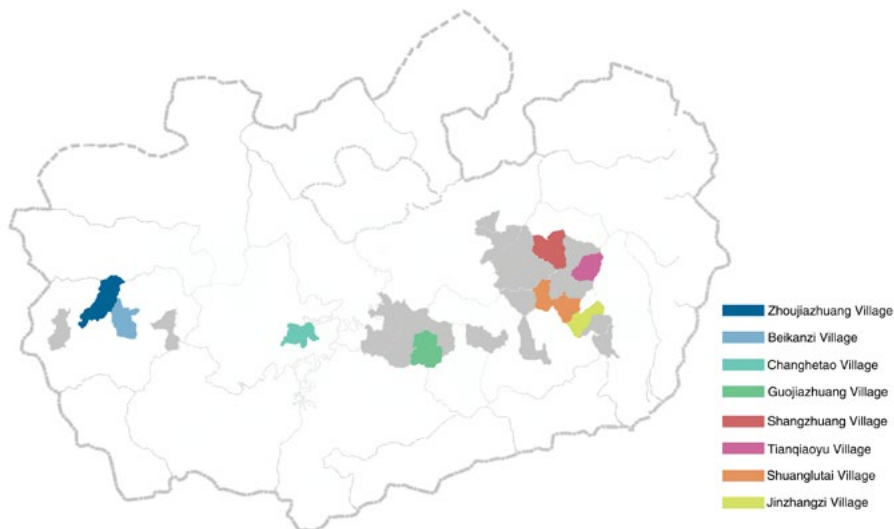 Zhoujiazhuang Village
Beikanzi Village
Changhetao Village
Guojiazhuang Village
Shangzhuang Village
Tianqiaoyu Village
Shuanglutai Village
Jinzhangzi Village